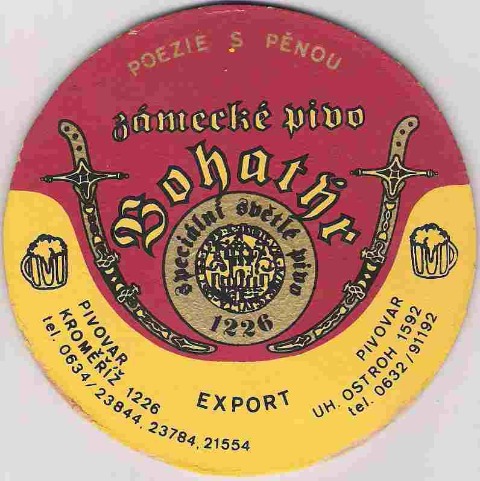 POEZIE S PĚNOU
zámecké pivo
Bohatýr
speciální světlé pivo
1226
EXPORT
PIVOVAR
KROMĚŘÍŽ 1226
tel. 0634/23844, 23784, 21554
PIVOVAR
UH. OSTROH 1592
tel. 0632/91192